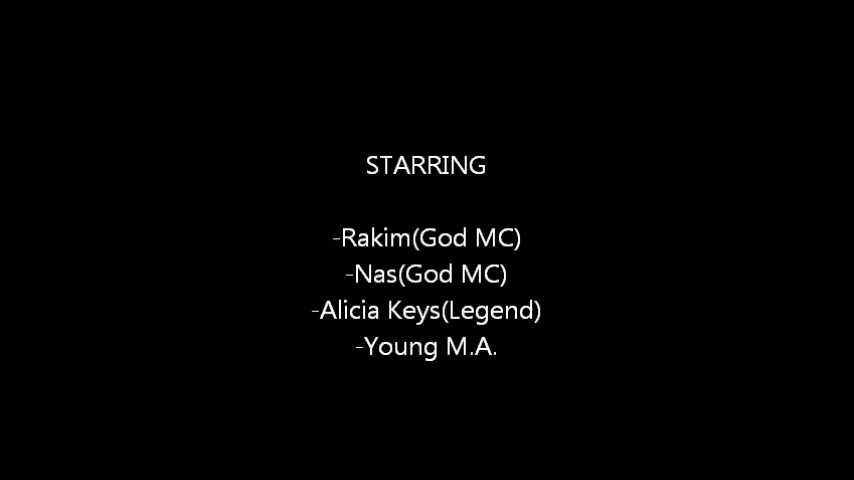 STARRING
-Rakim(God MC)
-Nas(God MC)
-Alicia Keys(Legend)
-Young M.A.